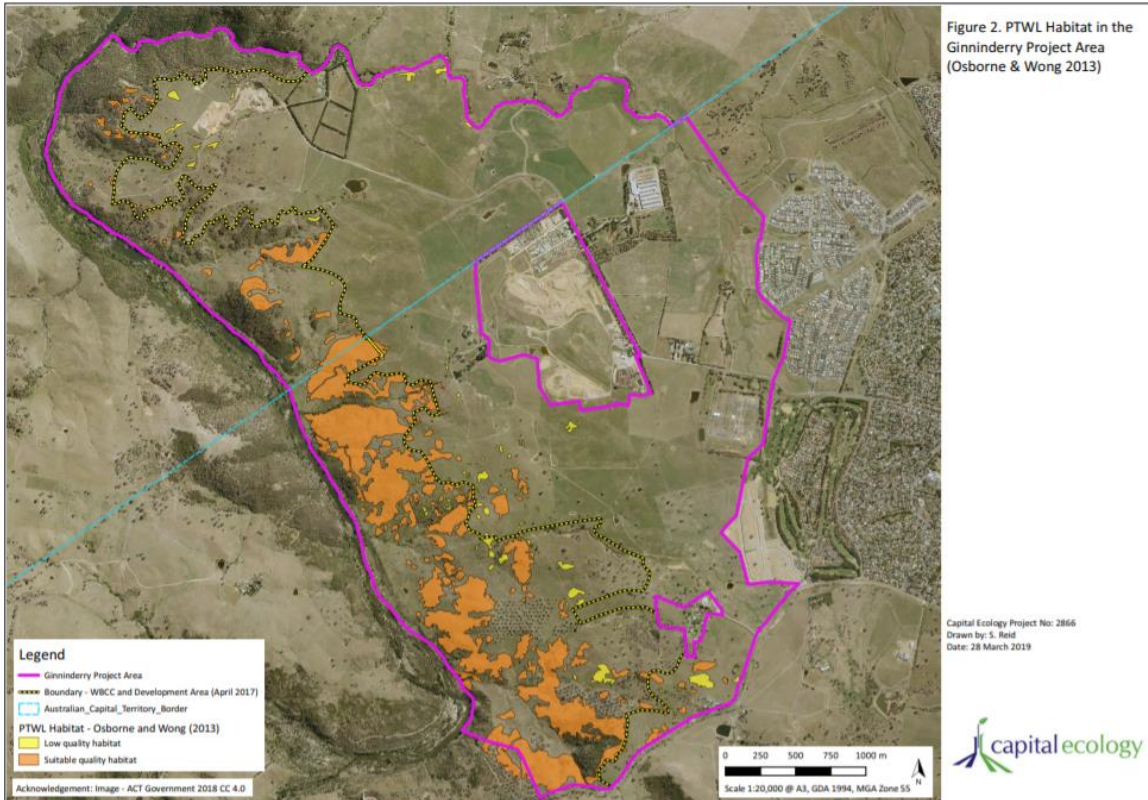 Figure 2. PTWL Habitat in the
Ginninderry Project Area
(Osborne & Wong 2013)
Legend
Ginninderry Project Area
Boundary - WBCC and Development Area (April 2017)
Australian_Capital_Territory_Border
PTWL Habitat - Osborne and Wong (2013)
Low quality habitat
Suitable quality habitat
Acknowledgement: Image - ACT Government 2018 CC 4.0
0 250 500 750 1000 m
N
Scale 1:20,000 @ A3, GDA 1994, MGA Zone 55
Capital Ecology Project No: 2866
Drawn by: S. Reid
Date: 28 March 2019
capital ecology